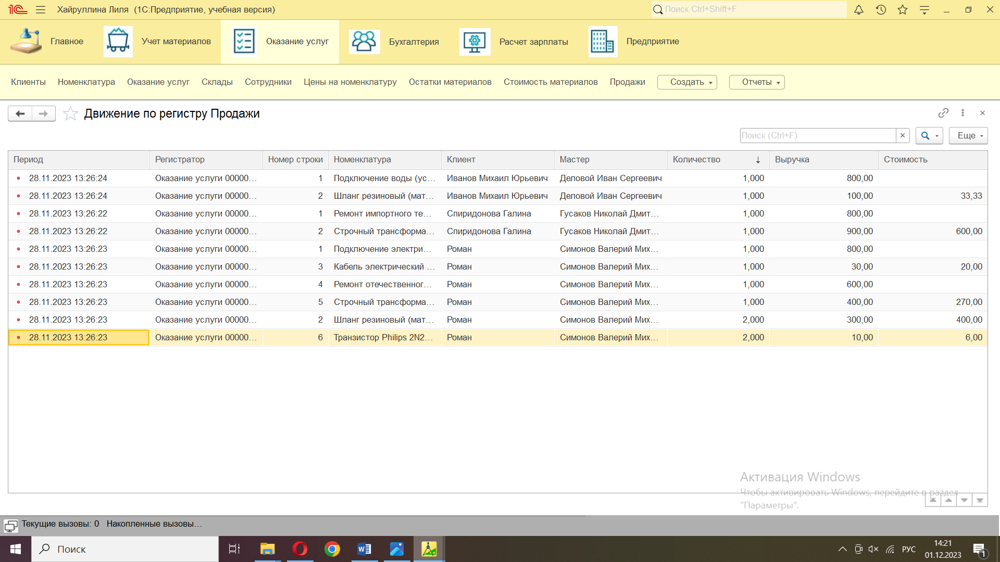 1С Хайруллина Лиля (1С:Предприятие, учебная версия) Поиск Ctrl+Shift+F
Главное Учет материалов Оказание услуг Бухгалтерия Расчет зарплаты Предприятие
Клиенты Номенклатура Оказание услуг Склады Сотрудники Цены на номенклатуру Остатки материалов Стоимость материалов Продажи Создать Отчеты
Движение по регистру Продажи
Поиск (Ctrl+F) × Еще
Период Регистратор Номер строки Номенклатура Клиент Мастер Количество ↓ Выручка Стоимость
28.11.2023 13:26:24 Оказание услуги 00000... 1 Подключение воды (ус... Иванов Михаил Юрьевич Деловой Иван Сергеевич 1,000 800,00
28.11.2023 13:26:24 Оказание услуги 00000... 2 Шланг резиновый (мат... Иванов Михаил Юрьевич Деловой Иван Сергеевич 1,000 100,00 33,33
28.11.2023 13:26:22 Оказание услуги 00000... 1 Ремонт импортного те... Спиридонова Галина Гусаков Николай Дмит... 1,000 800,00
28.11.2023 13:26:22 Оказание услуги 00000... 2 Строчный трансформа... Спиридонова Галина Гусаков Николай Дмит... 1,000 900,00 600,00
28.11.2023 13:26:23 Оказание услуги 00000... 1 Подключение электри... Роман Симонов Валерий Мих... 1,000 800,00
28.11.2023 13:26:23 Оказание услуги 00000... 3 Кабель электрический ... Роман Симонов Валерий Мих... 1,000 30,00 20,00
28.11.2023 13:26:23 Оказание услуги 00000... 4 Ремонт отечественног... Роман Симонов Валерий Мих... 1,000 600,00
28.11.2023 13:26:23 Оказание услуги 00000... 5 Строчный трансформа... Роман Симонов Валерий Мих... 1,000 400,00 270,00
28.11.2023 13:26:23 Оказание услуги 00000... 2 Шланг резиновый (мат... Роман Симонов Валерий Мих... 2,000 300,00 400,00
28.11.2023 13:26:23 Оказание услуги 00000... 6 Транзистор Philips 2N2... Роман Симонов Валерий Мих... 2,000 10,00 6,00
Активация Windows
Чтобы активировать Windows, перейдите в раздел
"Параметры".
Текущие вызовы: 0 Накопленные вызовы...
Поиск РУС 14:21
01.12.2023 1